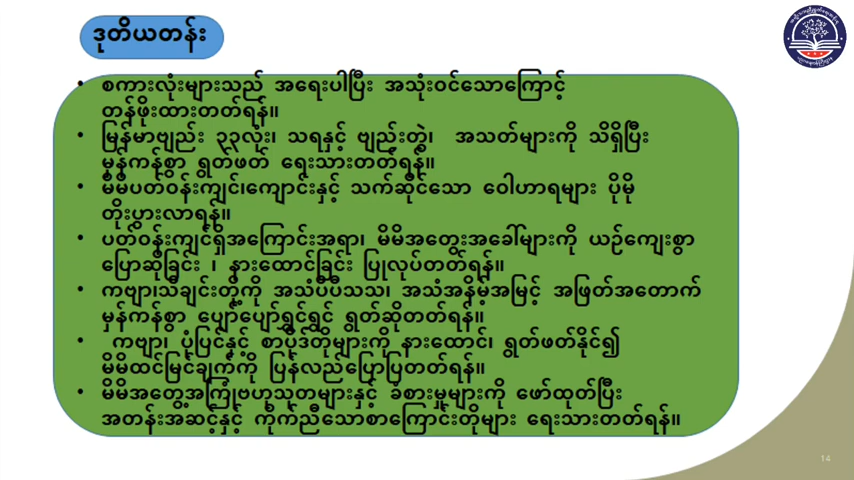 ဒုတိယတန်း
• စကားလုံးများသည် အရေးပါပြီး အသုံးဝင်သောကြောင့်
တန်ဖိုးထားတတ်ရန်။
• မြန်မာဗျည်း ၃၃လုံး၊ သရနှင့် ဗျည်းတွဲ၊ အသတ်များကို သိရှိပြီး
မှန်ကန်စွာ ရွတ်ဖတ် ရေးသားတတ်ရန်။
• မိမိပတ်ဝန်းကျင်၊ကျောင်းနှင့် သက်ဆိုင်သော ဝေါဟာရများ ပိုမို
တိုးပွားလာရန်။
• ပတ်ဝန်းကျင်ရှိအကြောင်းအရာ၊ မိမိအတွေးအခေါ်များကို ယဉ်ကျေးစွာ
ပြောဆိုခြင်း ၊ နားထောင်ခြင်း ပြုလုပ်တတ်ရန်။
• ကဗျာ၊သီချင်းတို့ကို အသံပီပီသသ၊ အသံအနိမ့်အမြင့် အဖြတ်အတောက်
မှန်ကန်စွာ ပျော်ပျော်ရွှင်ရွှင် ရွတ်ဆိုတတ်ရန်။
• ကဗျာ၊ ပုံပြင်နှင့် စာပိုဒ်တိုများကို နားထောင်၊ ရွတ်ဖတ်နိုင်၍
မိမိထင်မြင်ချက်ကို ပြန်လည်ပြောပြတတ်ရန်။
• မိမိအတွေ့အကြုံဗဟုသုတများနှင့် ခံစားမှုများကို ဖော်ထုတ်ပြီး
အတန်းအဆင့်နှင့် ကိုက်ညီသောစာကြောင်းတိုများ ရေးသားတတ်ရန်။
14